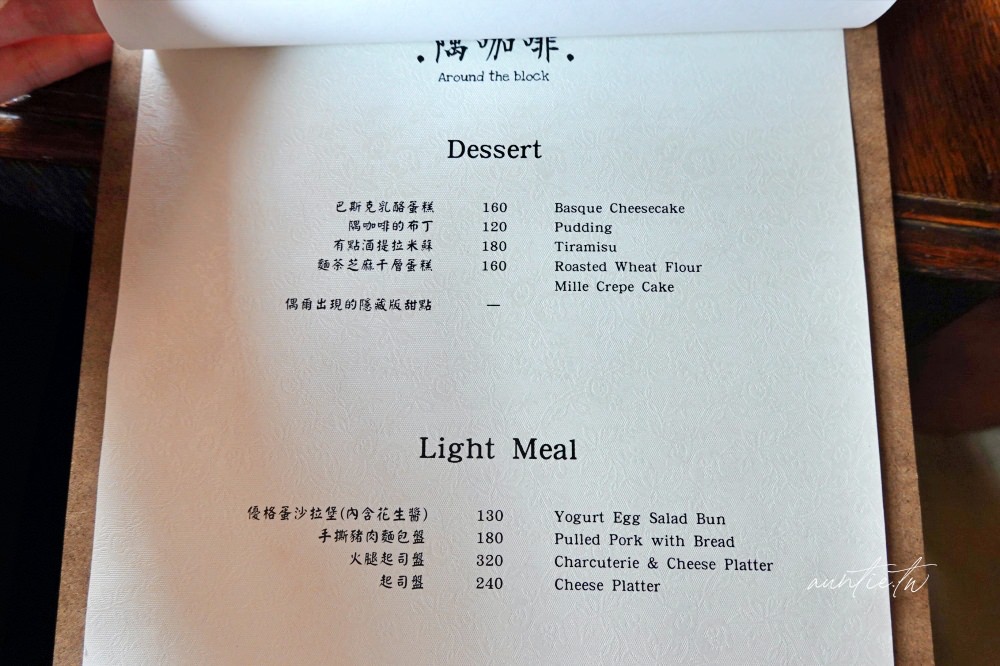 ．隅咖啡．
Around the block
Dessert
巴斯克乳酪蛋糕 160 Basque Cheesecake
隅咖啡的布丁 120 Pudding
有點酒提拉米蘇 180 Tiramisu
麵茶芝麻千層蛋糕 160 Roasted Wheat Flour
Mille Crepe Cake
偶爾出現的隱藏版甜點 —
Light Meal
優格蛋沙拉堡(內含花生醬) 130 Yogurt Egg Salad Bun
手撕豬肉麵包盤 180 Pulled Pork with Bread
火腿起司盤 320 Charcuterie & Cheese Platter
起司盤 240 Cheese Platter
auntie.tw